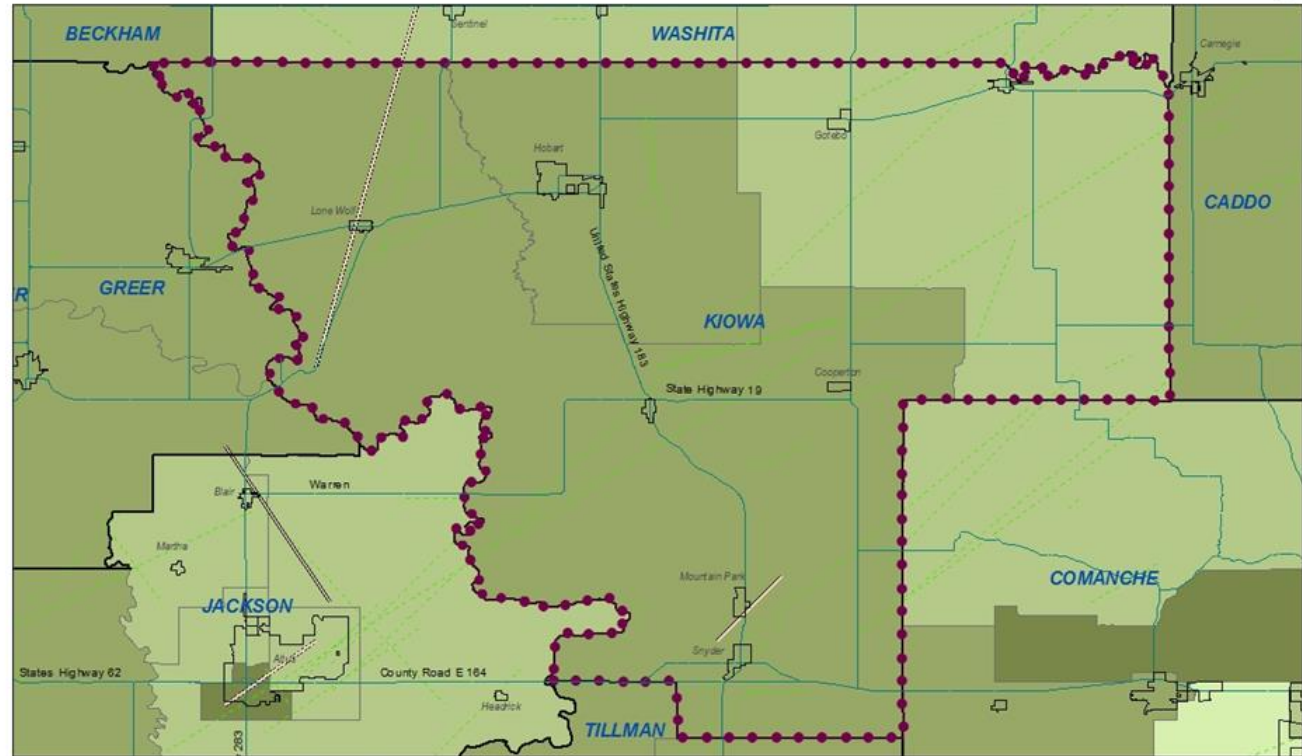 BECKHAM
Sentinel
WASHITA
Carnegie
Gotebo
Hobart
Lone Wolf
CADDO
GREER
R
United States Highway 183
KIOWA
Cooperton
State Highway 19
Blair
Warren
Martha
Mountain Park
COMANCHE
JACKSON
Altus
Snyder
States Highway 62
County Road E 164
Headrick
TILLMAN
283